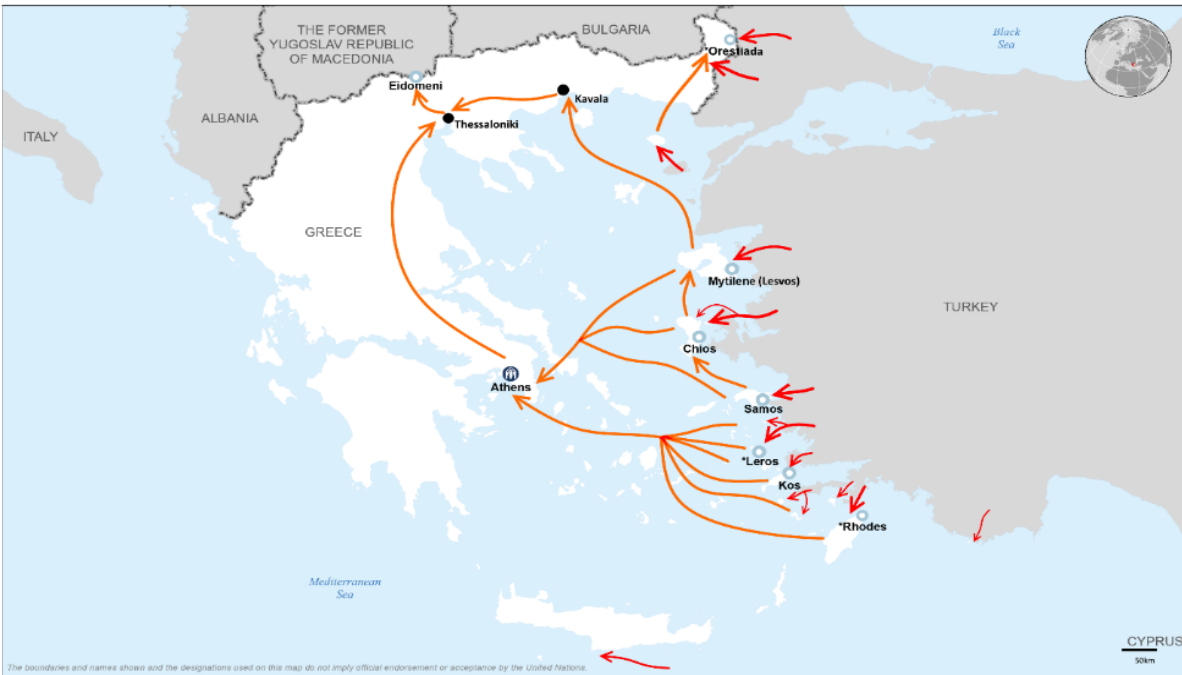 THE FORMER
YUGOSLAV REPUBLIC
OF MACEDONIA
BULGARIA
Black
Sea
*Orestiada
Eidomeni
Kavala
ALBANIA
Thessaloniki
ITALY
GREECE
Mytilene (Lesvos)
TURKEY
Chios
Athens
Samos
*Leros
Kos
*Rhodes
Mediterranean
Sea
CYPRUS
50km
The boundaries and names shown and the designations used on this map do not imply official endorsement or acceptance by the United Nations.